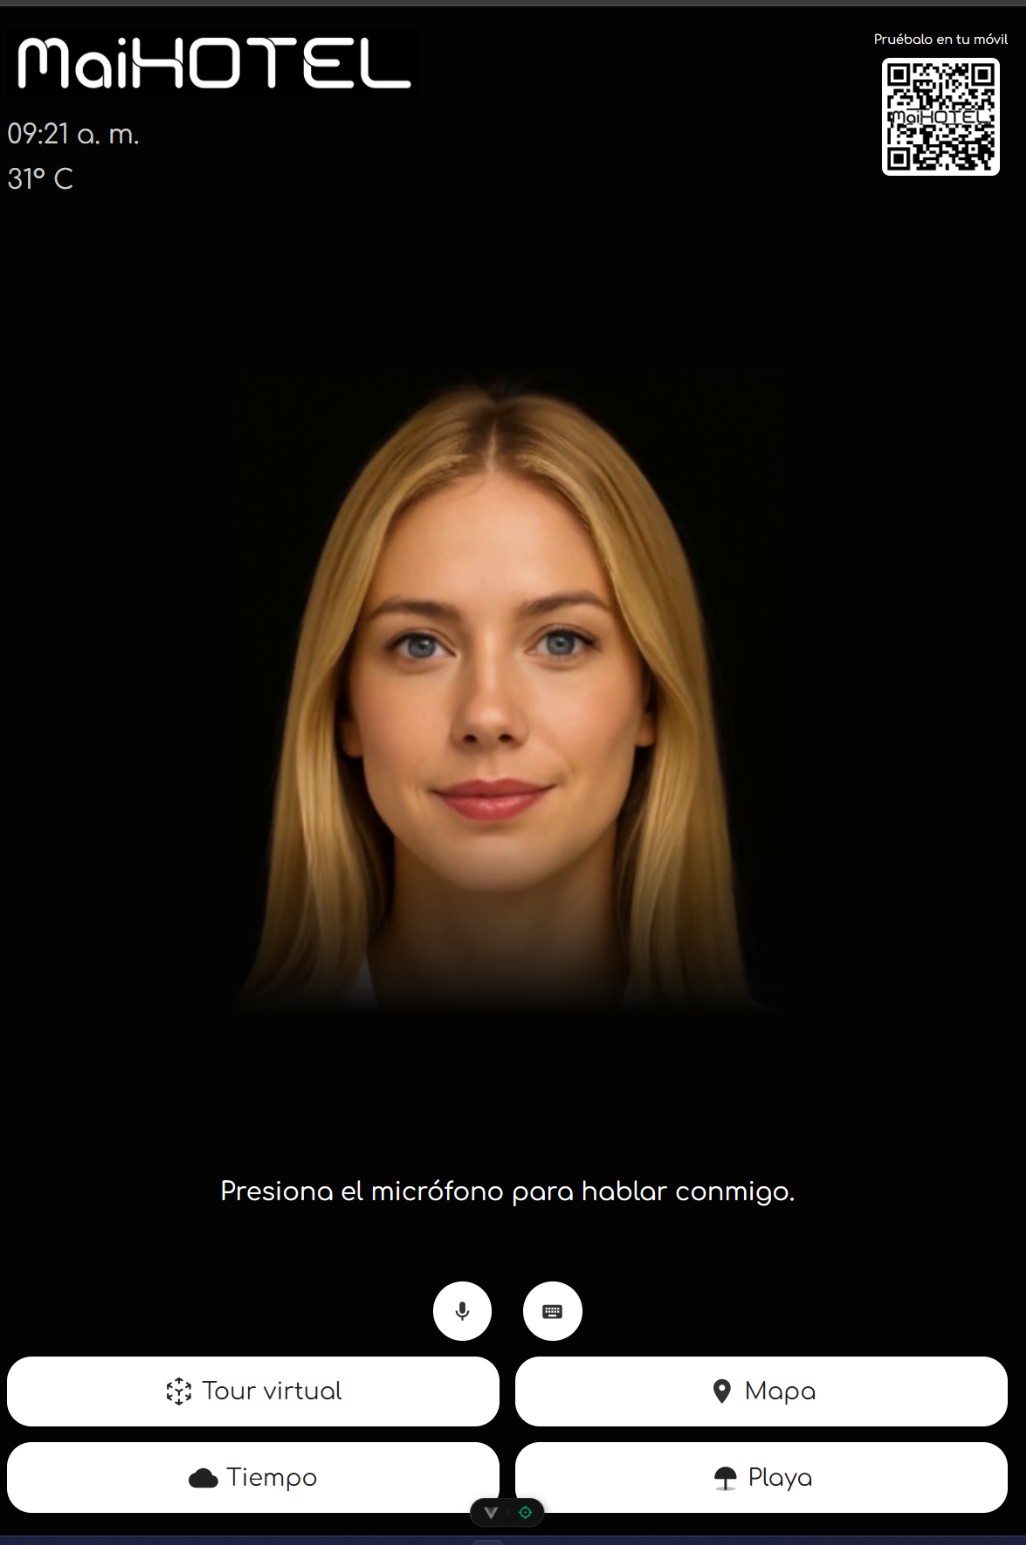 MaiHOTEL
Pruébalo en tu móvil
MaiHOTEL
09:21 a. m.
31° C
Presiona el micrófono para hablar conmigo.
Tour virtual
Mapa
Tiempo
Playa